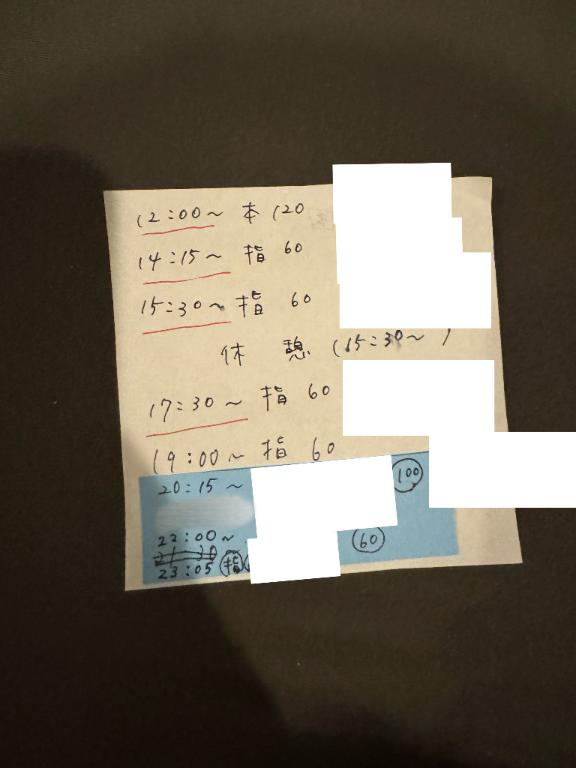 12:00～ 本 120
14:15～ 指 60
15:30～ 指 60
休 憩 (15:30～ )
17:30～ 指 60
19:00～ 指 60
20:15～ 100
22:00～ 60
23:05 指